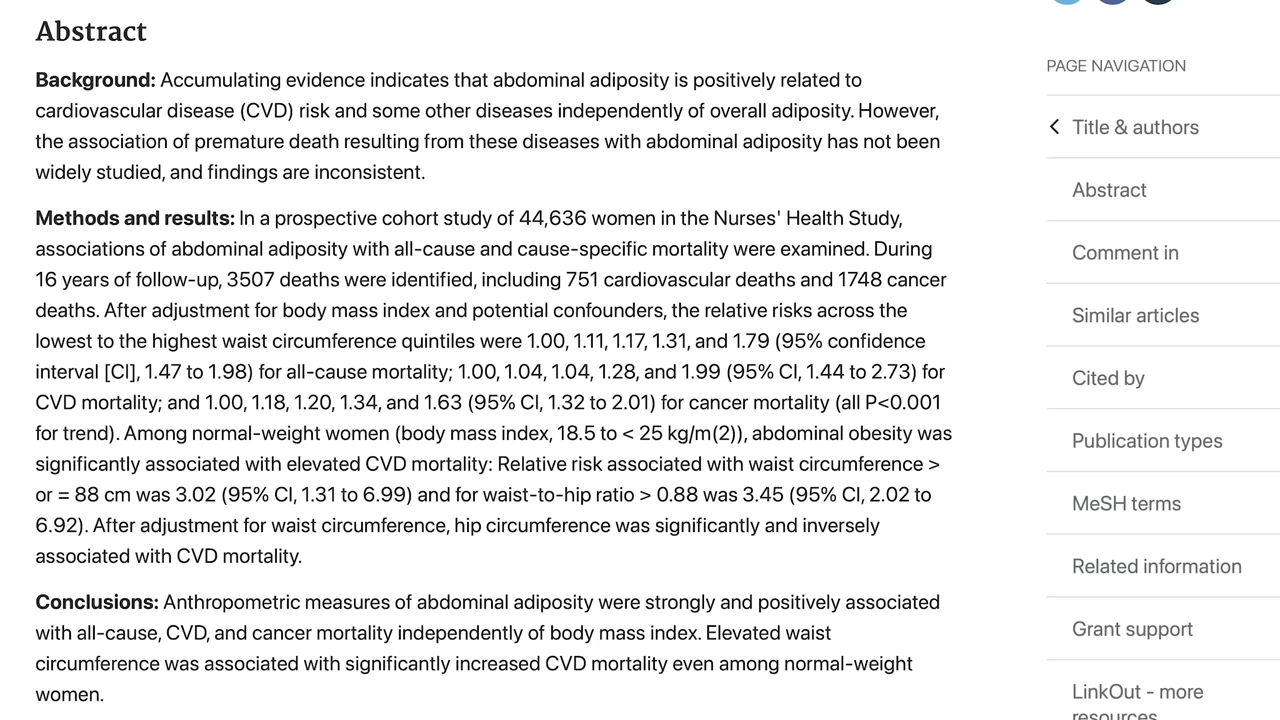 Abstract
Background: Accumulating evidence indicates that abdominal adiposity is positively related to
cardiovascular disease (CVD) risk and some other diseases independently of overall adiposity. However,
the association of premature death resulting from these diseases with abdominal adiposity has not been
widely studied, and findings are inconsistent.
Methods and results: In a prospective cohort study of 44,636 women in the Nurses' Health Study,
associations of abdominal adiposity with all-cause and cause-specific mortality were examined. During
16 years of follow-up, 3507 deaths were identified, including 751 cardiovascular deaths and 1748 cancer
deaths. After adjustment for body mass index and potential confounders, the relative risks across the
lowest to the highest waist circumference quintiles were 1.00, 1.11, 1.17, 1.31, and 1.79 (95% confidence
interval [CI], 1.47 to 1.98) for all-cause mortality; 1.00, 1.04, 1.04, 1.28, and 1.99 (95% CI, 1.44 to 2.73) for
CVD mortality; and 1.00, 1.18, 1.20, 1.34, and 1.63 (95% CI, 1.32 to 2.01) for cancer mortality (all P<0.001
for trend). Among normal-weight women (body mass index, 18.5 to < 25 kg/m(2)), abdominal obesity was
significantly associated with elevated CVD mortality: Relative risk associated with waist circumference >
or = 88 cm was 3.02 (95% CI, 1.31 to 6.99) and for waist-to-hip ratio > 0.88 was 3.45 (95% CI, 2.02 to
6.92). After adjustment for waist circumference, hip circumference was significantly and inversely
associated with CVD mortality.
Conclusions: Anthropometric measures of abdominal adiposity were strongly and positively associated
with all-cause, CVD, and cancer mortality independently of body mass index. Elevated waist
circumference was associated with significantly increased CVD mortality even among normal-weight
women.
PAGE NAVIGATION
Title & authors
Abstract
Comment in
Similar articles
Cited by
Publication types
MeSH terms
Related information
Grant support
LinkOut - more
resources